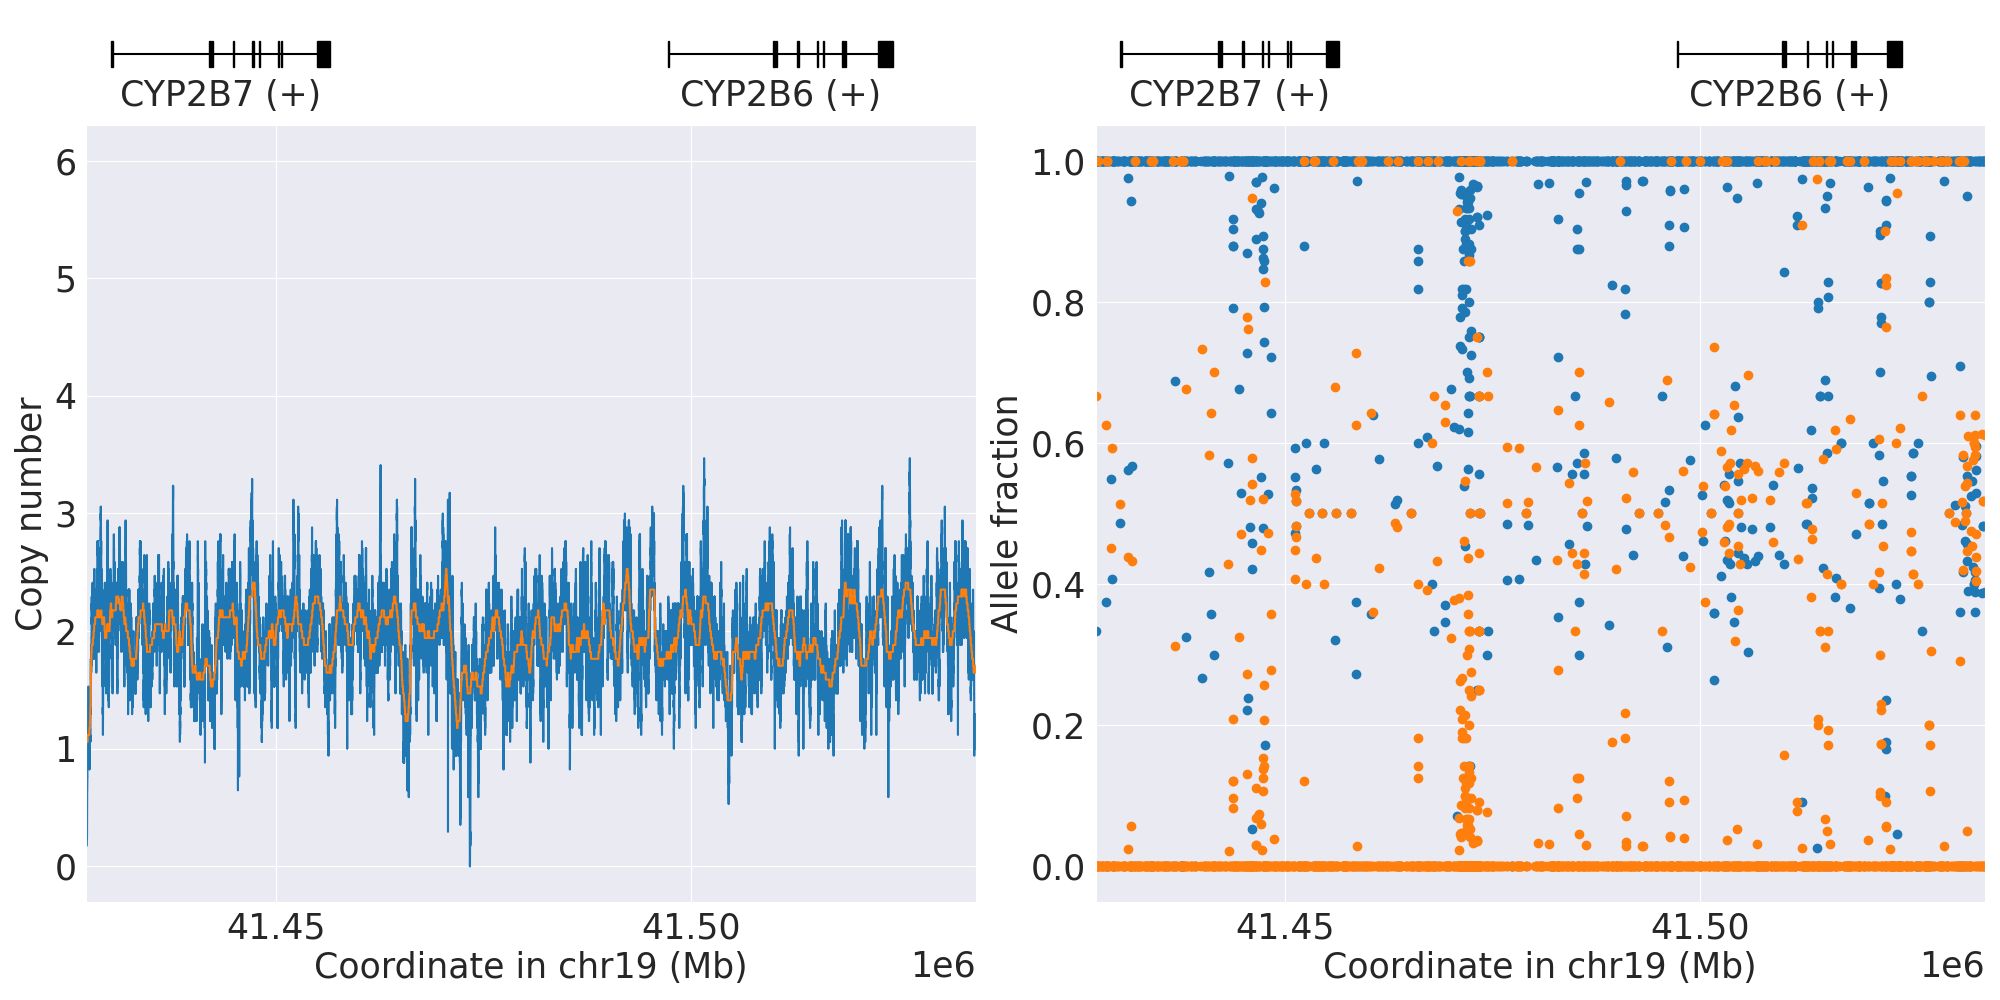 CYP2B7 (+) CYP2B6 (+)
CYP2B7 (+) CYP2B6 (+)
6
5
4
3
2
1
0
Copy number
41.45 41.50
Coordinate in chr19 (Mb) 1e6
1.0
0.8
0.6
0.4
0.2
0.0
Allele fraction
41.45 41.50
Coordinate in chr19 (Mb) 1e6